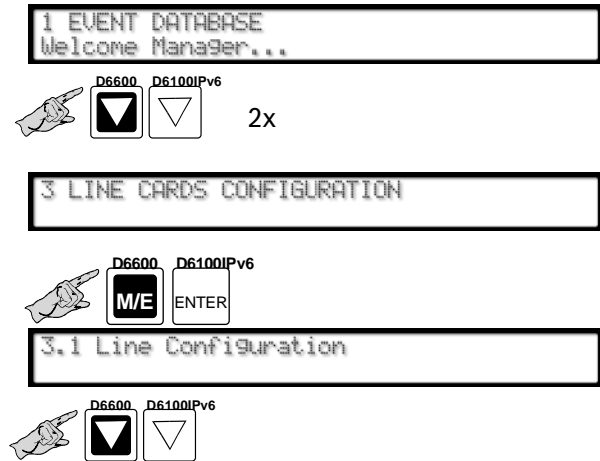 1 EVENT DATABASE
Welcome Manager...
D6600 D6100IPv6
2x
3 LINE CARDS CONFIGURATION
D6600 D6100IPv6
M/E ENTER
3.1 Line Configuration
D6600 D6100IPv6